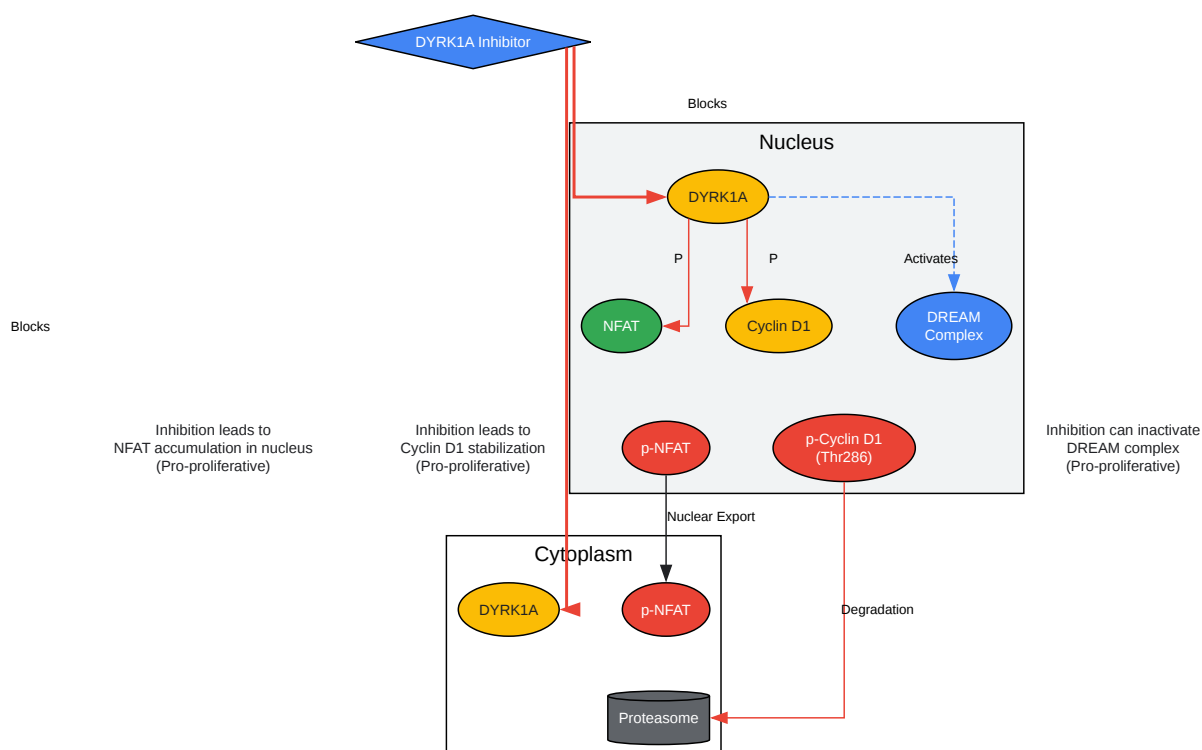 DYRK1A Inhibitor
Blocks
Nucleus
DYRK1A
P
P
Activates
Blocks
NFAT
Cyclin D1
DREAM
Complex
Inhibition leads to
NFAT accumulation in nucleus
(Pro-proliferative)
Inhibition leads to
Cyclin D1 stabilization
(Pro-proliferative)
p-NFAT
p-Cyclin D1
(Thr286)
Inhibition can inactivate
DREAM complex
(Pro-proliferative)
Nuclear Export
Cytoplasm
DYRK1A
p-NFAT
Degradation
Proteasome